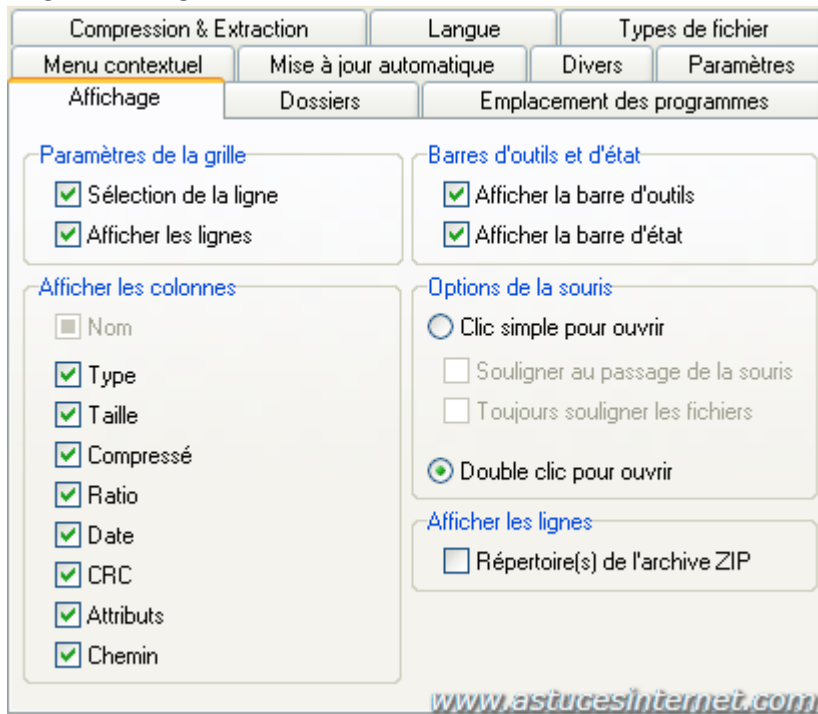 Compression & Extraction
Langue
Types de fichier
Menu contextuel
Mise à jour automatique
Divers
Paramètres
Affichage
Dossiers
Emplacement des programmes
Paramètres de la grille
Sélection de la ligne
Afficher les lignes
Barres d'outils et d'état
Afficher la barre d'outils
Afficher la barre d'état
Afficher les colonnes
Nom
Type
Taille
Compressé
Ratio
Date
CRC
Attributs
Chemin
Options de la souris
Clic simple pour ouvrir
Souligner au passage de la souris
Toujours souligner les fichiers
Double clic pour ouvrir
Afficher les lignes
Répertoire(s) de l'archive ZIP
www.astucesinternet.com